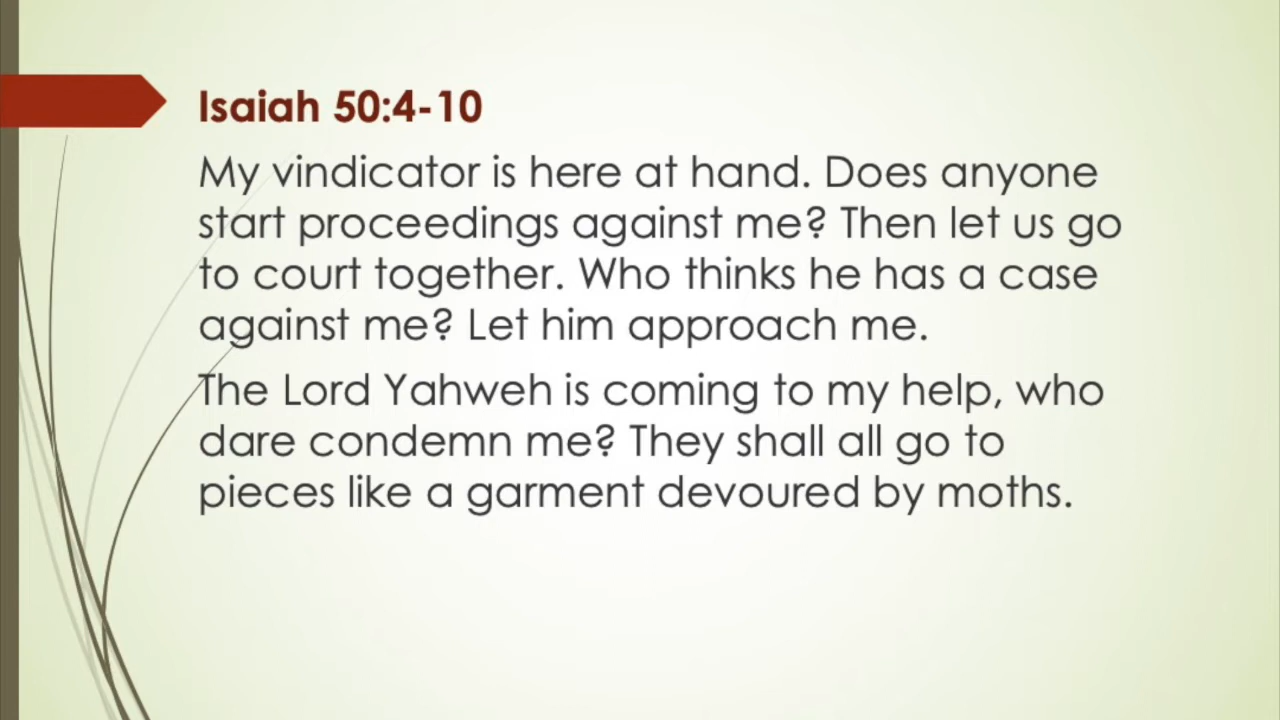 Isaiah 50:4-10
My vindicator is here at hand. Does anyone
start proceedings against me? Then let us go
to court together. Who thinks he has a case
against me? Let him approach me.
The Lord Yahweh is coming to my help, who
dare condemn me? They shall all go to
pieces like a garment devoured by moths.